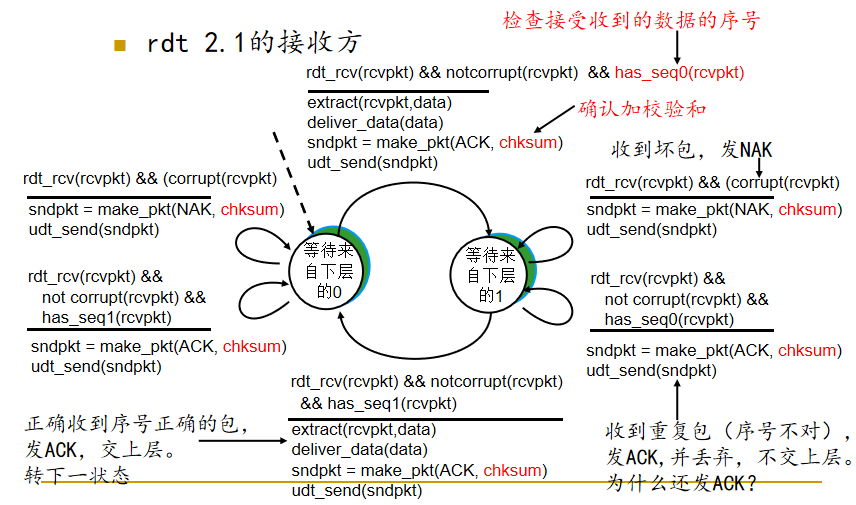 检查接受收到的数据的序号
■ rdt 2.1的接收方
rdt_rcv(rcvpkt) && notcorrupt(rcvpkt) && has_seq0(rcvpkt)
extract(rcvpkt,data)
deliver_data(data)
sndpkt = make_pkt(ACK, chksum)
udt_send(sndpkt)
确认加校验和
收到坏包，发NAK
rdt_rcv(rcvpkt) && (corrupt(rcvpkt)
sndpkt = make_pkt(NAK, chksum)
udt_send(sndpkt)
rdt_rcv(rcvpkt) && (corrupt(rcvpkt)
sndpkt = make_pkt(NAK, chksum)
udt_send(sndpkt)
等待来
自下层
的0
等待来
自下层
的1
rdt_rcv(rcvpkt) &&
not corrupt(rcvpkt) &&
has_seq1(rcvpkt)
sndpkt = make_pkt(ACK, chksum)
udt_send(sndpkt)
rdt_rcv(rcvpkt) &&
not corrupt(rcvpkt) &&
has_seq0(rcvpkt)
sndpkt = make_pkt(ACK, chksum)
udt_send(sndpkt)
rdt_rcv(rcvpkt) && notcorrupt(rcvpkt)
&& has_seq1(rcvpkt)
extract(rcvpkt,data)
deliver_data(data)
sndpkt = make_pkt(ACK, chksum)
udt_send(sndpkt)
正确收到序号正确的包，
发ACK，交上层。
转下一状态
收到重复包（序号不对），
发ACK,并丢弃，不交上层。
为什么还发ACK？